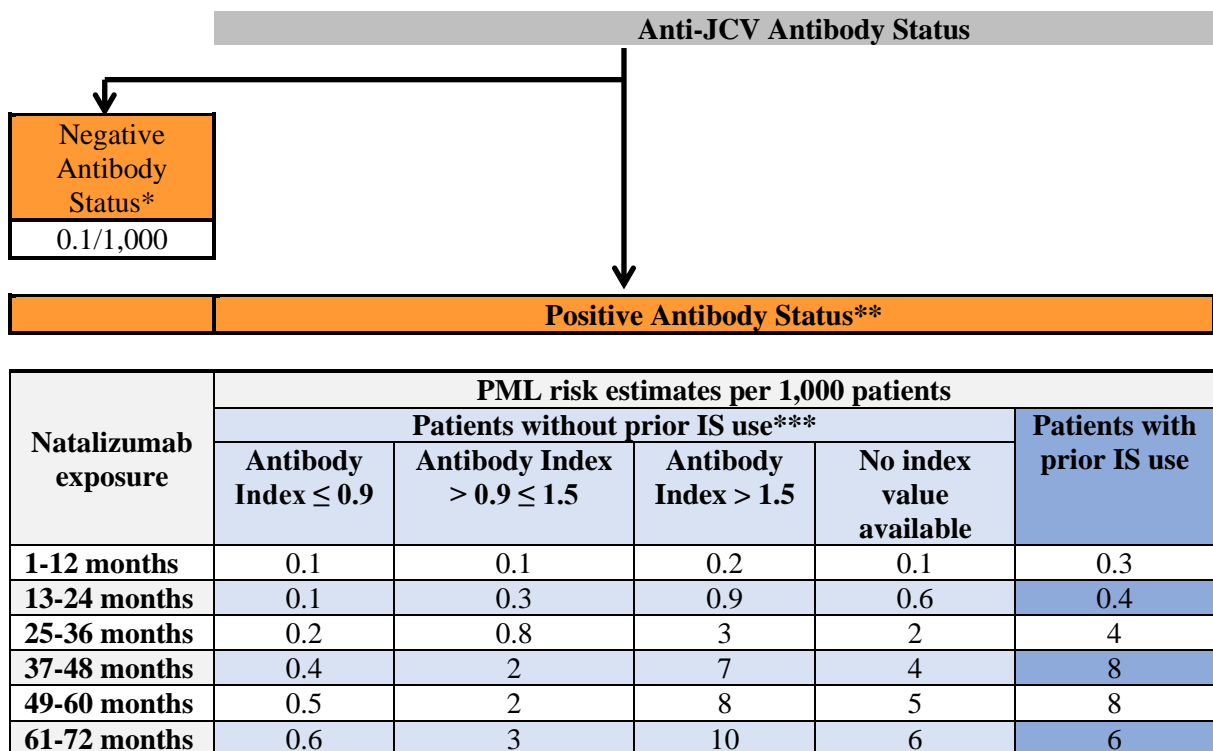 Anti-JCV Antibody Status
Negative
Antibody
Status*
0.1/1,000
Positive Antibody Status**
Natalizumab
exposure
PML risk estimates per 1,000 patients
Patients without prior IS use***
Patients with
prior IS use
Antibody
Index ≤ 0.9
Antibody Index
> 0.9 ≤ 1.5
Antibody
Index > 1.5
No index
value
available
1-12 months 0.1 0.1 0.2 0.1 0.3
13-24 months 0.1 0.3 0.9 0.6 0.4
25-36 months 0.2 0.8 3 2 4
37-48 months 0.4 2 7 4 8
49-60 months 0.5 2 8 5 8
61-72 months 0.6 3 10 6 6